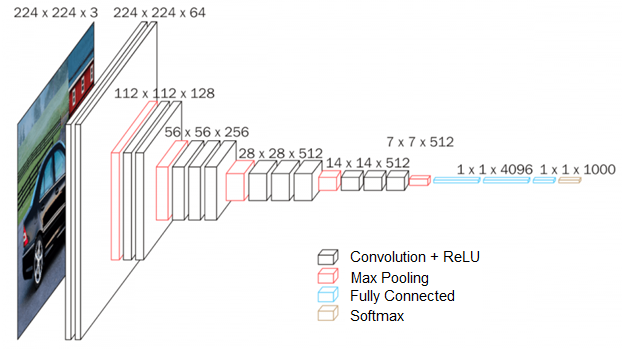 224 x 224 x 3
224 x 224 x 64
112 x 112 x 128
56 x 56 x 256
28 x 28 x 512
14 x 14 x 512
7 x 7 x 512
1 x 1 x 4096
1 x 1 x 1000
Convolution + ReLU
Max Pooling
Fully Connected
Softmax